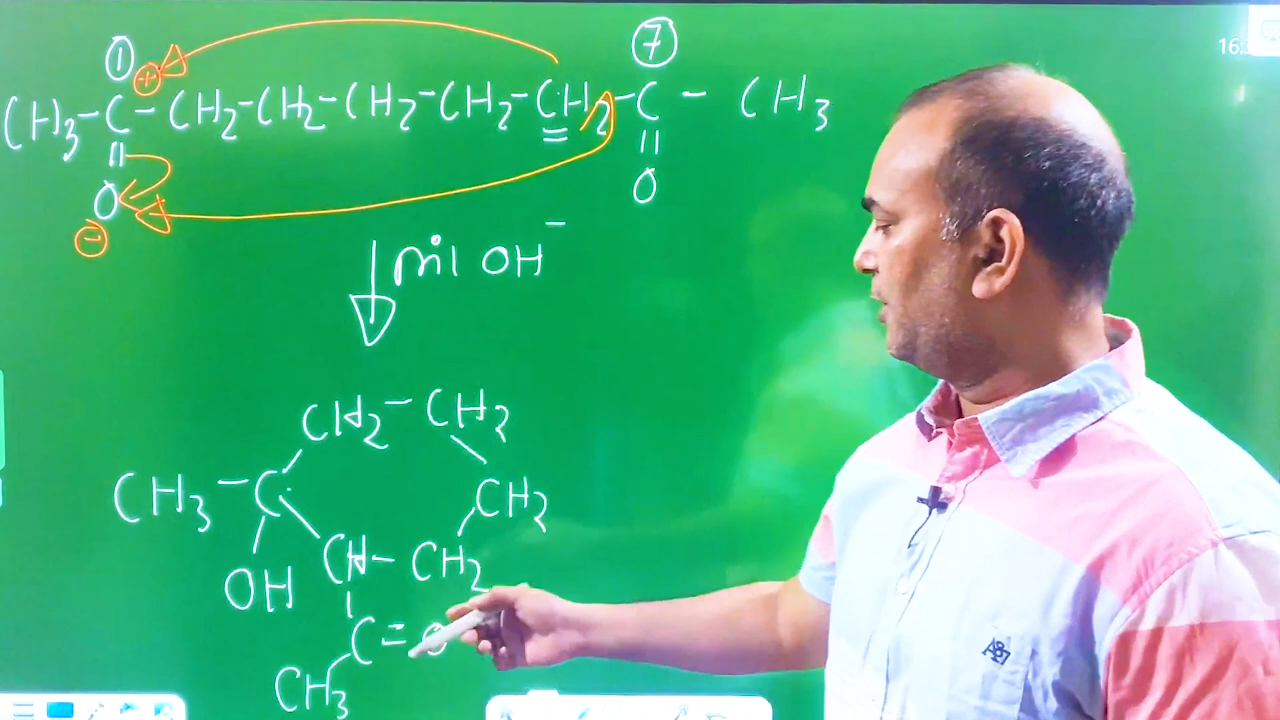 ① ⑦
⊕
CH3-C-CH2-CH2-CH2-CH2-CH2-C-CH3
|| ||
O O
⊖
dil OH⁻
CH2-CH2
CH3-C CH2
OH CH-CH2
C=O
CH3